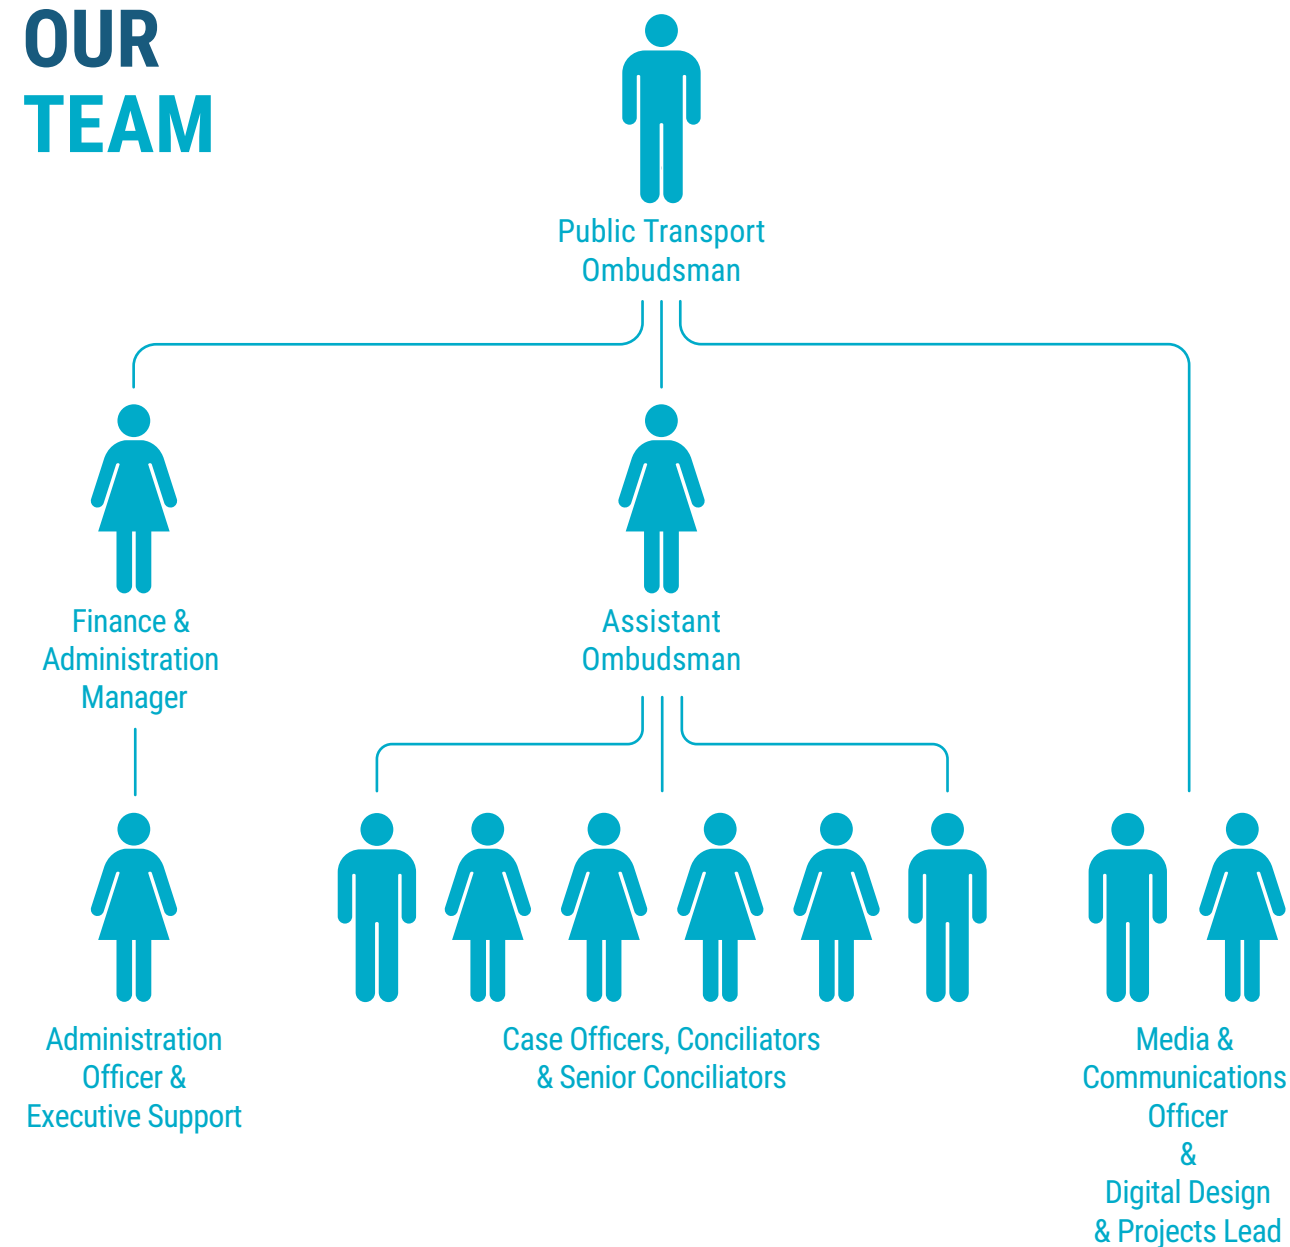 OUR
TEAM
Public Transport
Ombudsman
Finance &
Administration
Manager
Assistant
Ombudsman
Administration
Officer &
Executive Support
Case Officers, Conciliators
& Senior Conciliators
Media &
Communications
Officer
&
Digital Design
& Projects Lead